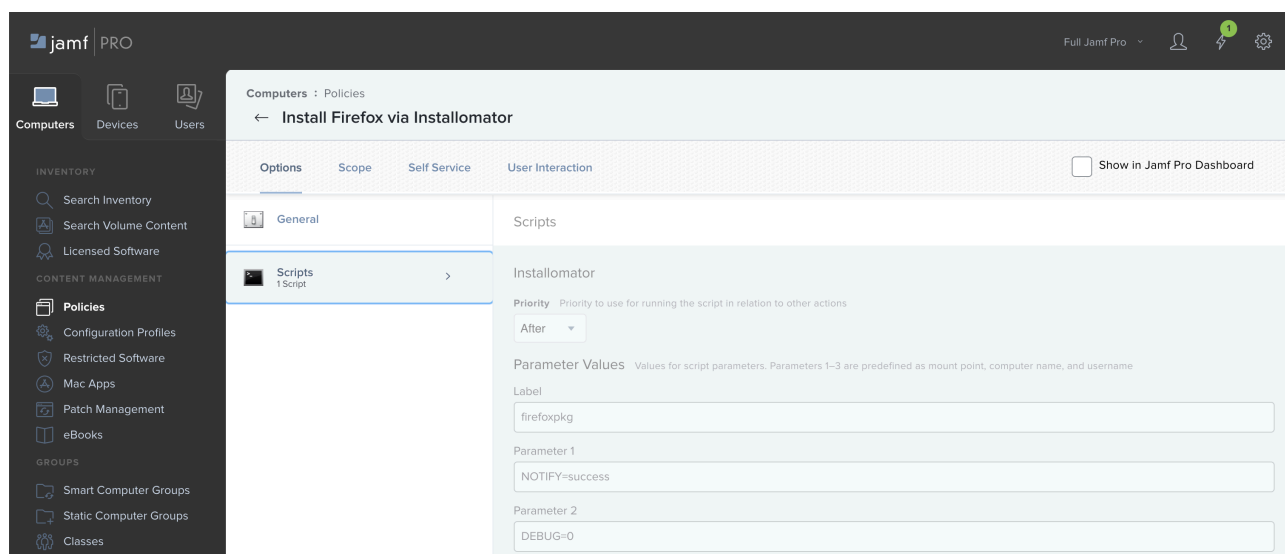 jamf PRO
Full Jamf Pro
1
Computers
Devices
Users
Computers : Policies
← Install Firefox via Installomator
Options
Scope
Self Service
User Interaction
Show in Jamf Pro Dashboard
INVENTORY
Search Inventory
Search Volume Content
Licensed Software
CONTENT MANAGEMENT
Policies
Configuration Profiles
Restricted Software
Mac Apps
Patch Management
eBooks
GROUPS
Smart Computer Groups
Static Computer Groups
Classes
General
Scripts
1 Script
Scripts
Installomator
Priority Priority to use for running the script in relation to other actions
After
Parameter Values Values for script parameters. Parameters 1–3 are predefined as mount point, computer name, and username
Label
firefoxpkg
Parameter 1
NOTIFY=success
Parameter 2
DEBUG=0